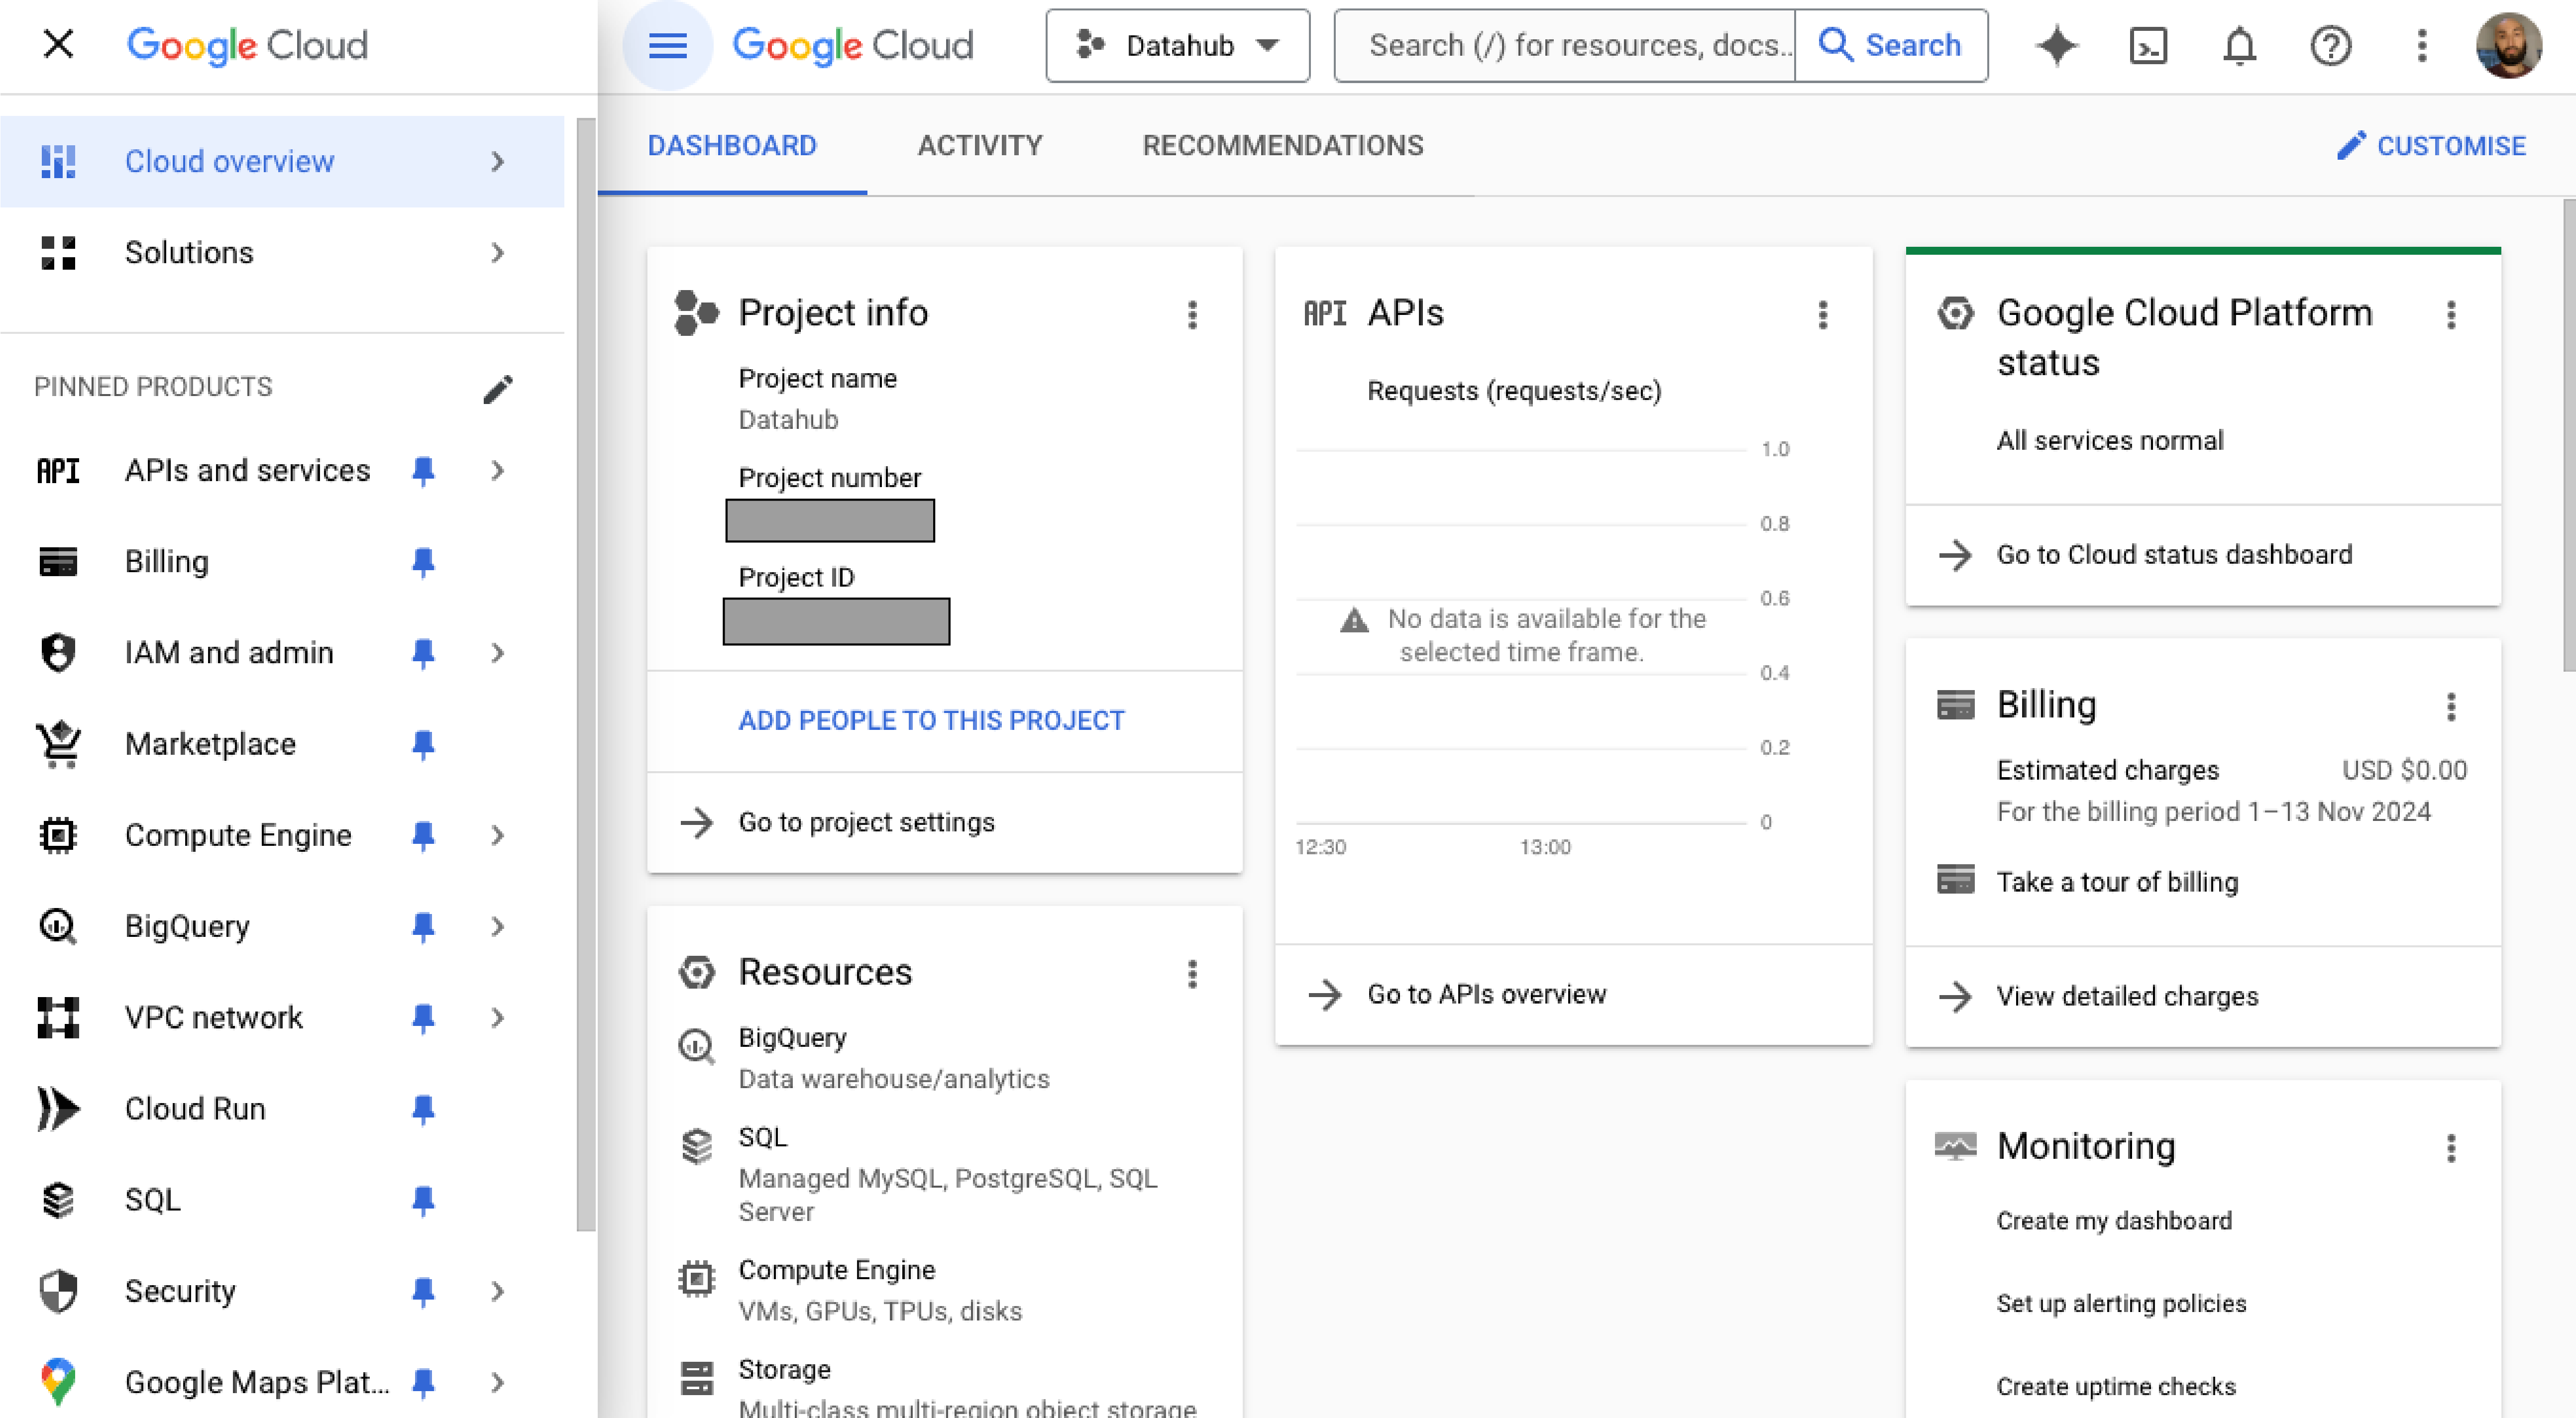 Google Cloud
Cloud overview
Solutions
PINNED PRODUCTS
API APIs and services
Billing
IAM and admin
Marketplace
Compute Engine
BigQuery
VPC network
Cloud Run
SQL
Security
Google Maps Plat...
Google Cloud
Datahub
Search (/) for resources, docs...
Search
DASHBOARD
ACTIVITY
RECOMMENDATIONS
CUSTOMISE
Project info
Project name
Datahub
Project number
Project ID
ADD PEOPLE TO THIS PROJECT
Go to project settings
Resources
BigQuery
Data warehouse/analytics
SQL
Managed MySQL, PostgreSQL, SQL
Server
Compute Engine
VMs, GPUs, TPUs, disks
Storage
Multi-class multi-region object storage
API APIs
Requests (requests/sec)
1.0
0.8
0.6
No data is available for the
selected time frame.
0.4
0.2
0
12:30
13:00
Go to APIs overview
Google Cloud Platform
status
All services normal
Go to Cloud status dashboard
Billing
Estimated charges
USD $0.00
For the billing period 1–13 Nov 2024
Take a tour of billing
View detailed charges
Monitoring
Create my dashboard
Set up alerting policies
Create uptime checks